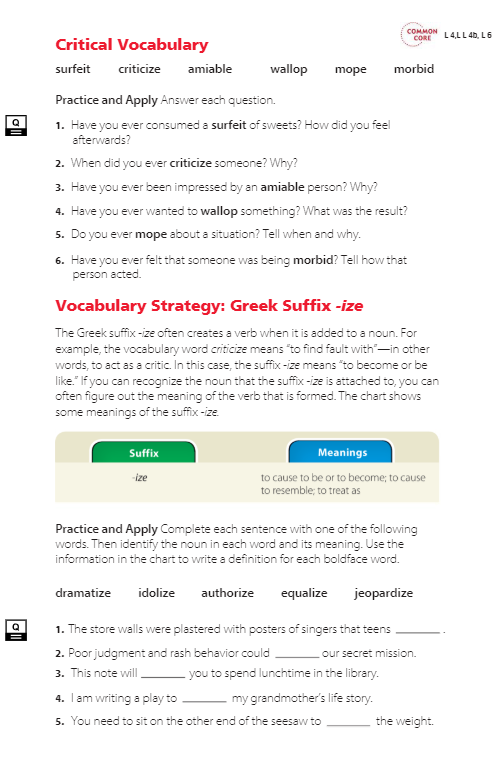 Critical Vocabulary
COMMON
CORE
L 4,L L 4b, L 6
surfeit criticize amiable wallop mope morbid
Practice and Apply Answer each question.
Q
1. Have you ever consumed a surfeit of sweets? How did you feel
afterwards?
2. When did you ever criticize someone? Why?
3. Have you ever been impressed by an amiable person? Why?
4. Have you ever wanted to wallop something? What was the result?
5. Do you ever mope about a situation? Tell when and why.
6. Have you ever felt that someone was being morbid? Tell how that
person acted.
Vocabulary Strategy: Greek Suffix -ize
The Greek suffix -ize often creates a verb when it is added to a noun. For
example, the vocabulary word criticize means “to find fault with”—in other
words, to act as a critic. In this case, the suffix -ize means “to become or be
like.” If you can recognize the noun that the suffix -ize is attached to, you can
often figure out the meaning of the verb that is formed. The chart shows
some meanings of the suffix -ize.
Suffix Meanings
-ize to cause to be or to become; to cause
to resemble; to treat as
Practice and Apply Complete each sentence with one of the following
words. Then identify the noun in each word and its meaning. Use the
information in the chart to write a definition for each boldface word.
dramatize idolize authorize equalize jeopardize
Q
1. The store walls were plastered with posters of singers that teens ________ .
2. Poor judgment and rash behavior could ________ our secret mission.
3. This note will ________ you to spend lunchtime in the library.
4. I am writing a play to ________ my grandmother’s life story.
5. You need to sit on the other end of the seesaw to ________ the weight.